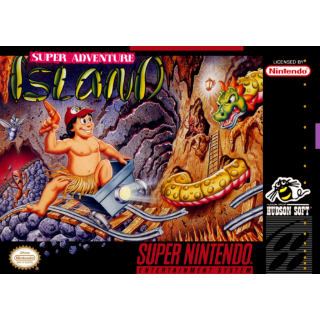 SUPER ADVENTURE
ISLAND
LICENSED BY
Nintendo®
HUDSON SOFT
SUPER NINTENDO
ENTERTAINMENT SYSTEM